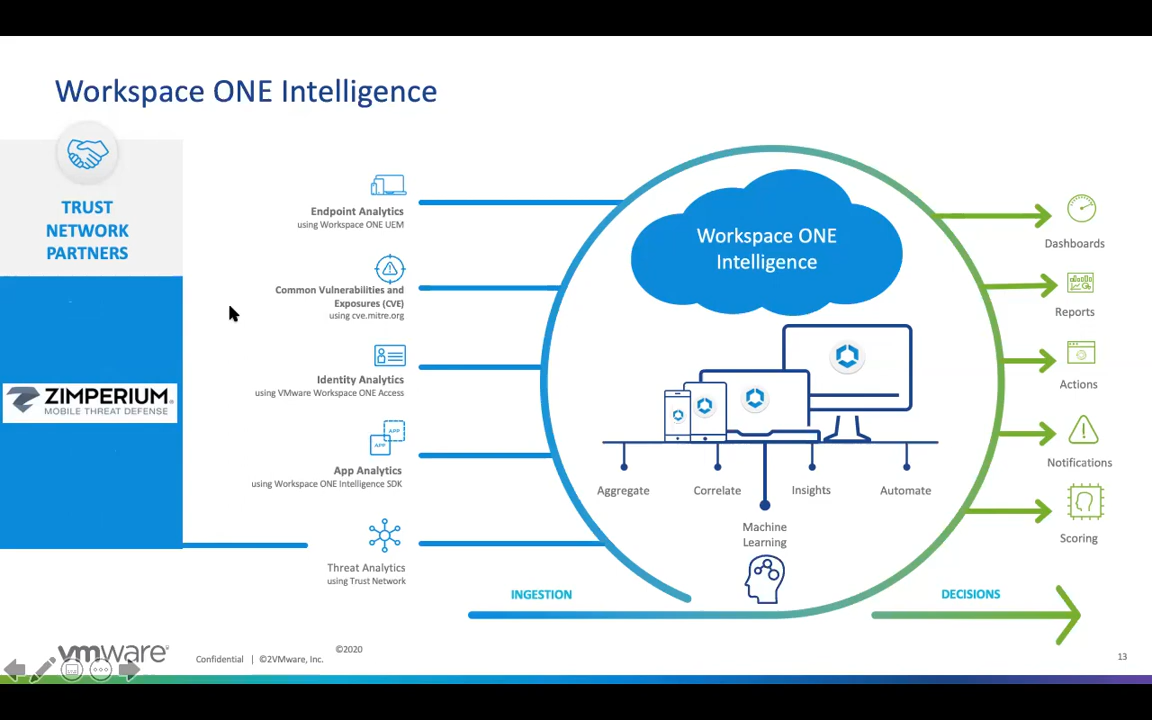 Workspace ONE Intelligence
TRUST
NETWORK
PARTNERS
ZIMPERIUM®
MOBILE THREAT DEFENSE
Endpoint Analytics
using Workspace ONE UEM
Common Vulnerabilities and
Exposures (CVE)
using cve.mitre.org
Identity Analytics
using VMware Workspace ONE Access
APP
APP
App Analytics
using Workspace ONE Intelligence SDK
Threat Analytics
using Trust Network
Workspace ONE
Intelligence
Aggregate
Correlate
Insights
Automate
Machine
Learning
INGESTION
DECISIONS
Dashboards
Reports
Actions
Notifications
Scoring
vmware®
Confidential | ©2VMware, Inc.
©2020
13